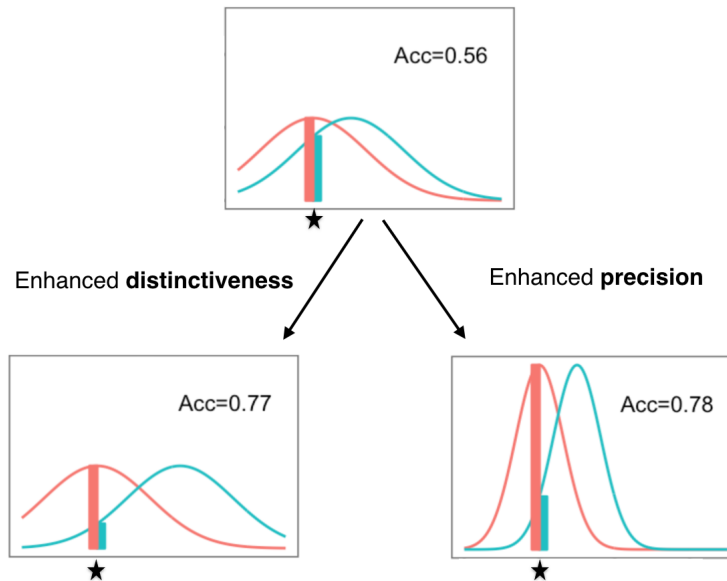 Acc=0.56
Enhanced distinctiveness
Enhanced precision
Acc=0.77
Acc=0.78